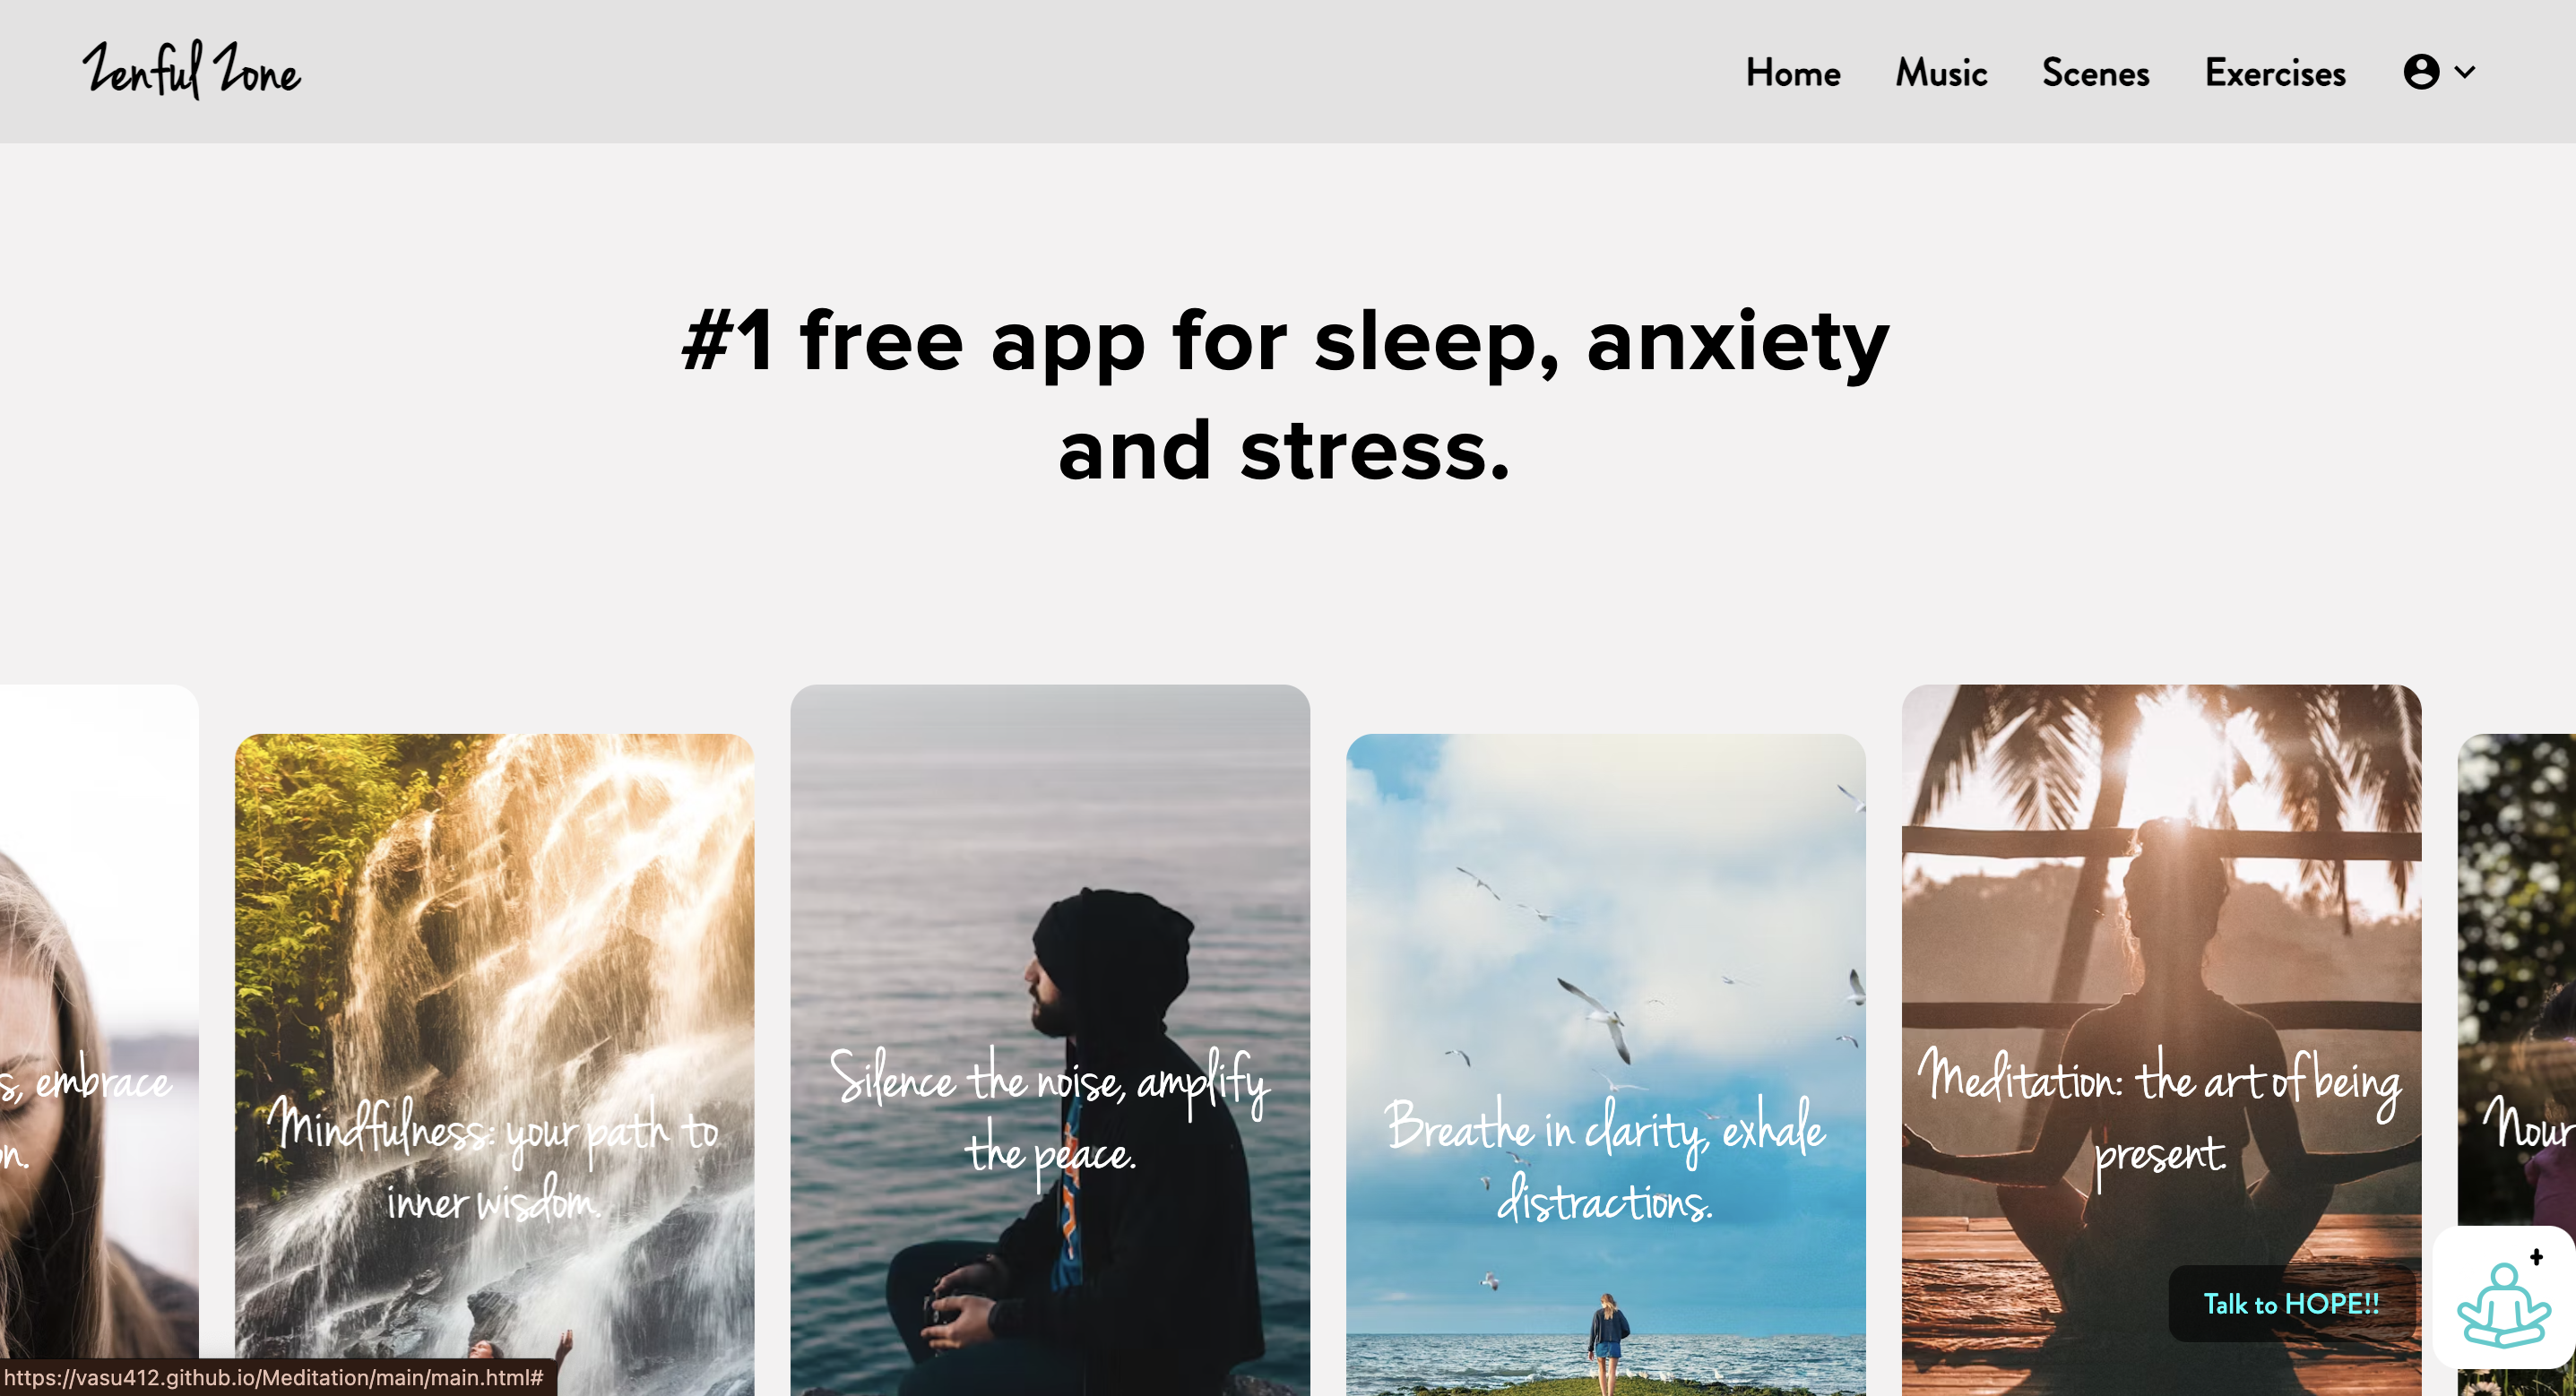 Zenful Zone
Home Music Scenes Exercises
#1 free app for sleep, anxiety
and stress.
s, embrace
n.
Mindfulness: your path to
inner wisdom.
Silence the noise, amplify
the peace.
Breathe in clarity, exhale
distractions.
Meditation: the art of being
present.
Nour
Talk to HOPE!!
https://vasu412.github.io/Meditation/main/main.html#